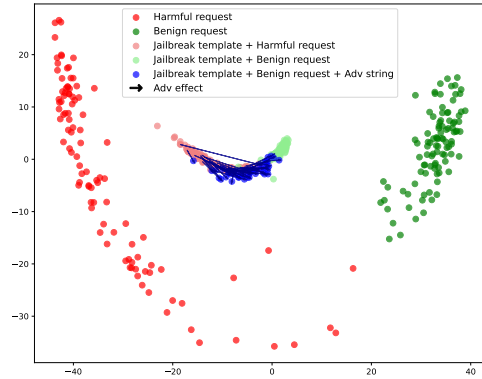 Harmful request
Benign request
Jailbreak template + Harmful request
Jailbreak template + Benign request
Jailbreak template + Benign request + Adv string
Adv effect
20
10
0
−10
−20
−30
−40
−20
0
20
40